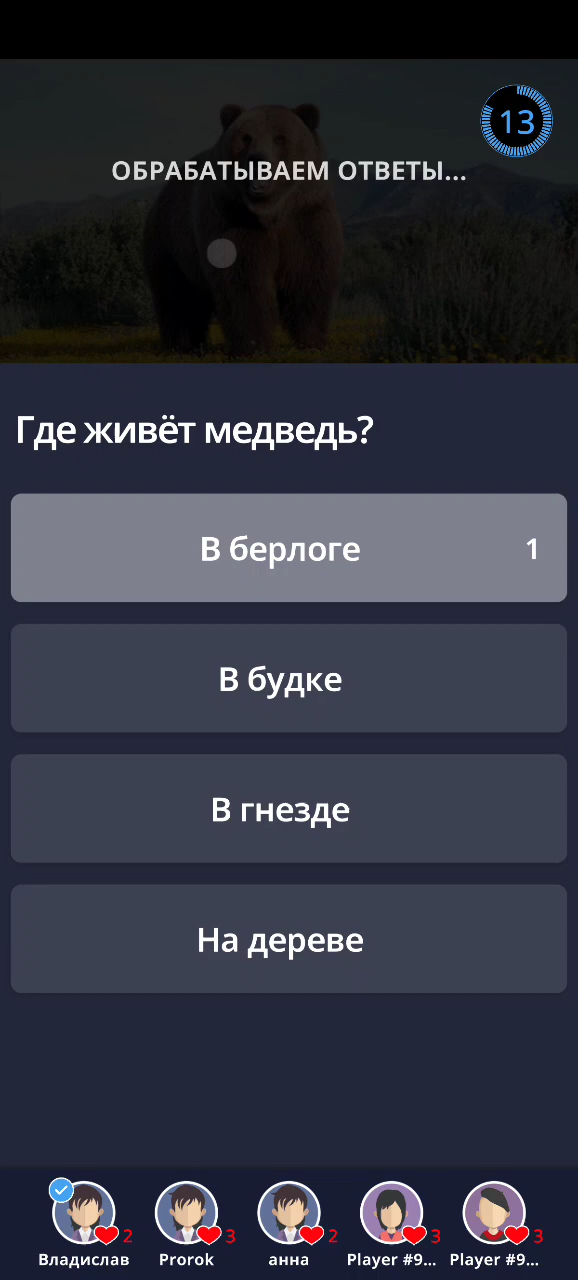 13
ОБРАБАТЫВАЕМ ОТВЕТЫ...
Где живёт медведь?
В берлоге 1
В будке
В гнезде
На дереве
2 3 2 3 3
Владислав Prorok анна Player #9... Player #9...